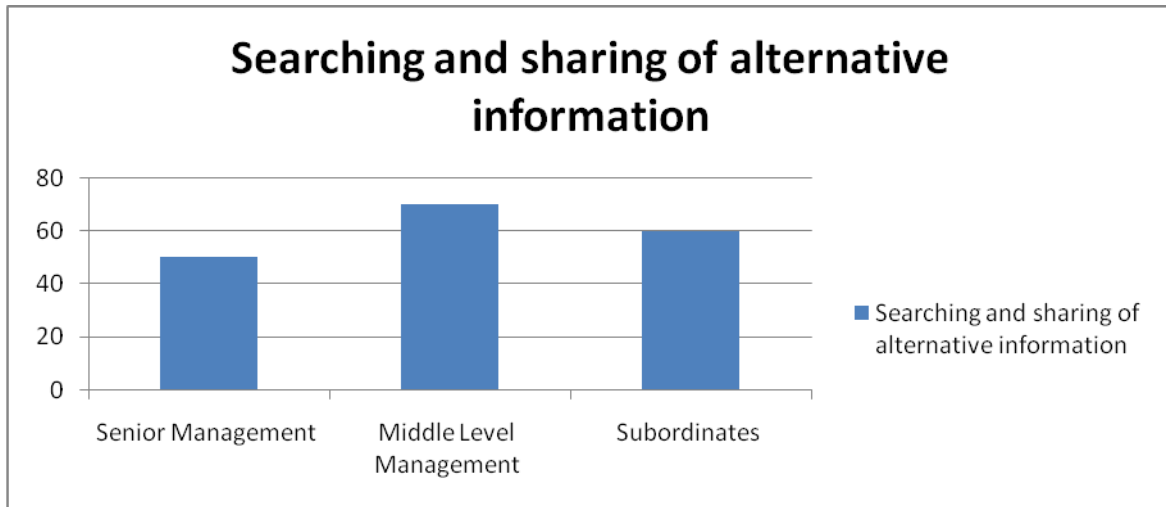 Searching and sharing of alternative
information
80
60
40
20
0
Senior Management
Middle Level
Management
Subordinates
Searching and sharing of
alternative information